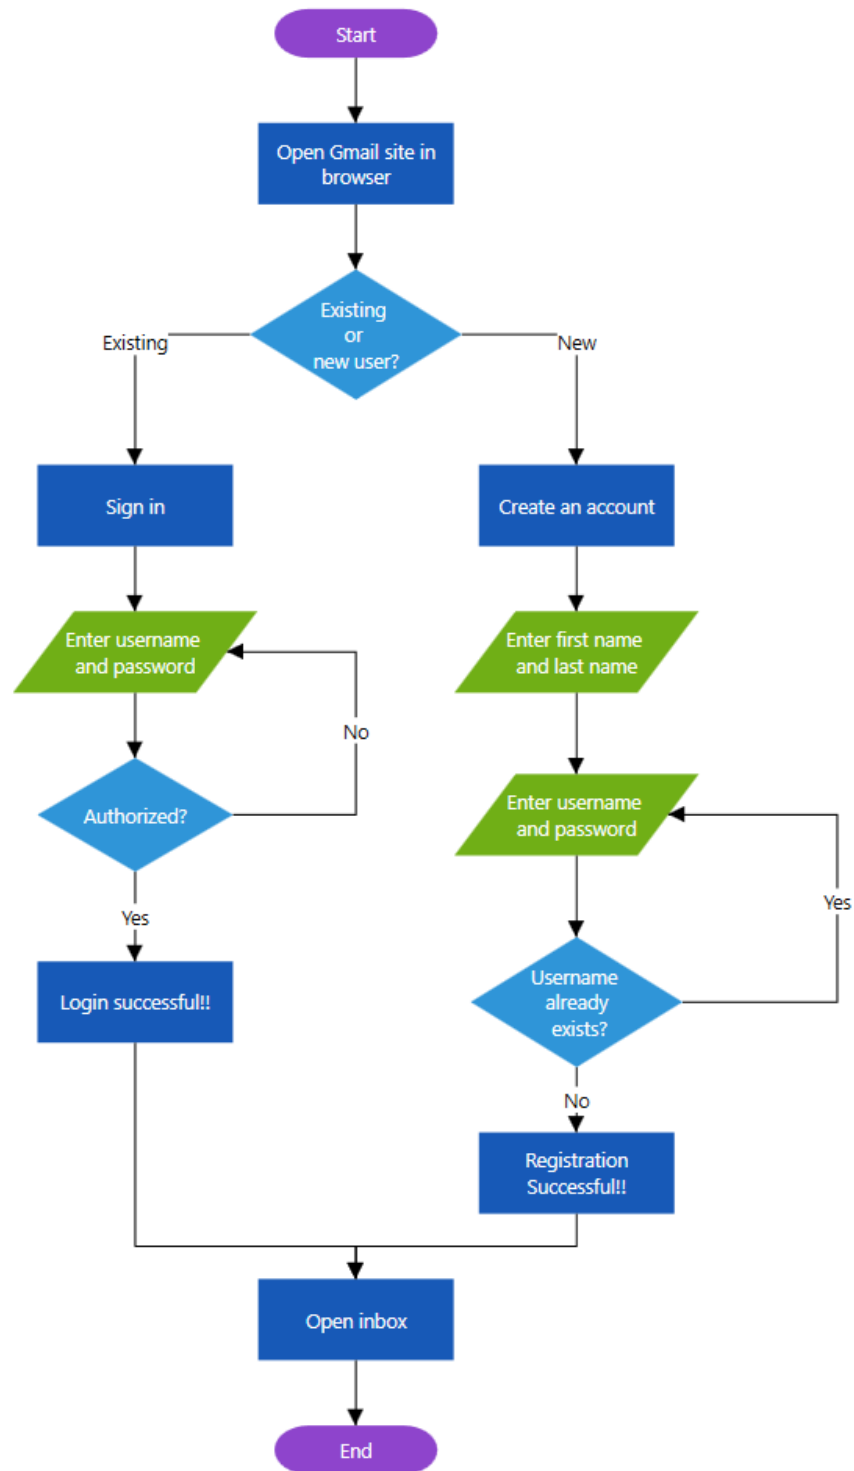 Start
Open Gmail site in
browser
Existing
or
new user?
Existing
New
Sign in
Create an account
Enter username
and password
Enter first name
and last name
No
Authorized?
Enter username
and password
Yes
Yes
Login successful!!
Username
already
exists?
No
Registration
Successful!!
Open inbox
End